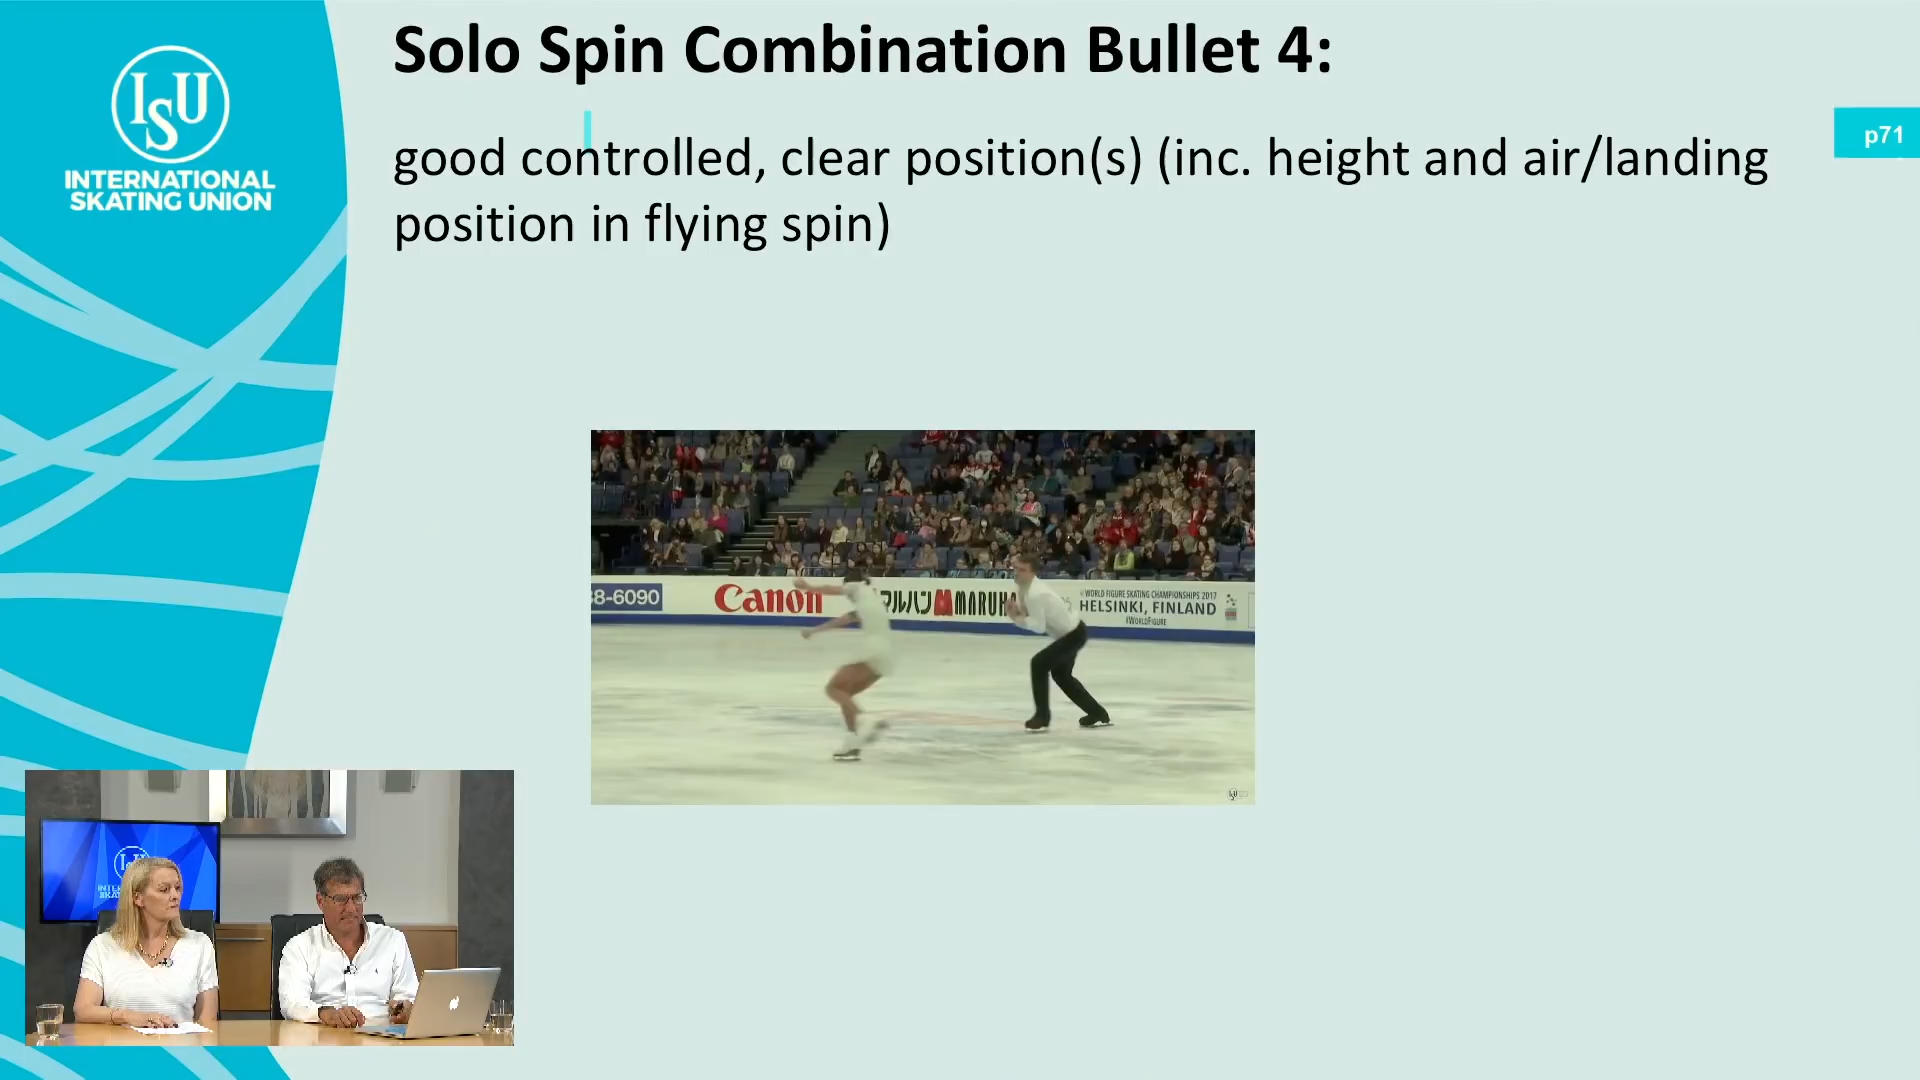 Solo Spin Combination Bullet 4:
good controlled, clear position(s) (inc. height and air/landing
position in flying spin)
p71
ISU
INTERNATIONAL
SKATING UNION
38-6090
Canon
マルハン MARUHA
WORLD FIGURE SKATING CHAMPIONSHIPS 2017
HELSINKI, FINLAND
#WORLDFIGURE